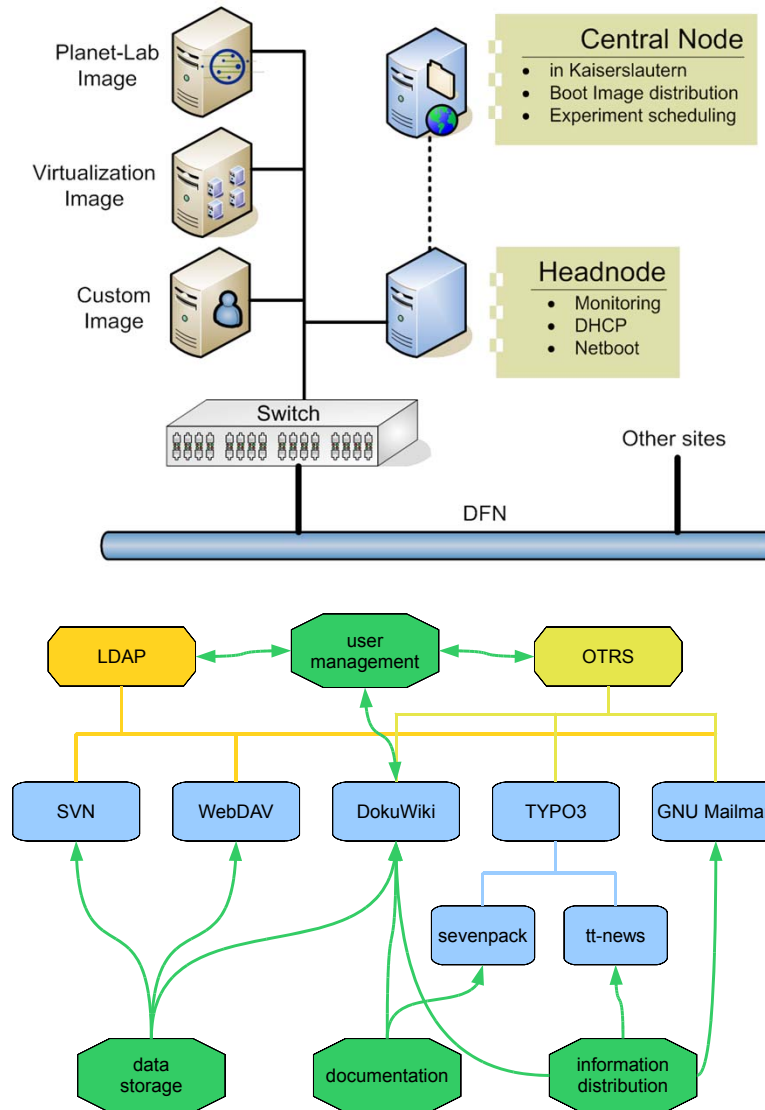 Planet-Lab
Image
Central Node
• in Kaiserslautern
• Boot Image distribution
• Experiment scheduling
Virtualization
Image
Custom
Image
Headnode
• Monitoring
• DHCP
• Netboot
Switch
Other sites
DFN
LDAP
user
management
OTRS
SVN
WebDAV
DokuWiki
TYPO3
GNU Mailma
sevenpack
tt-news
data
storage
documentation
information
distribution